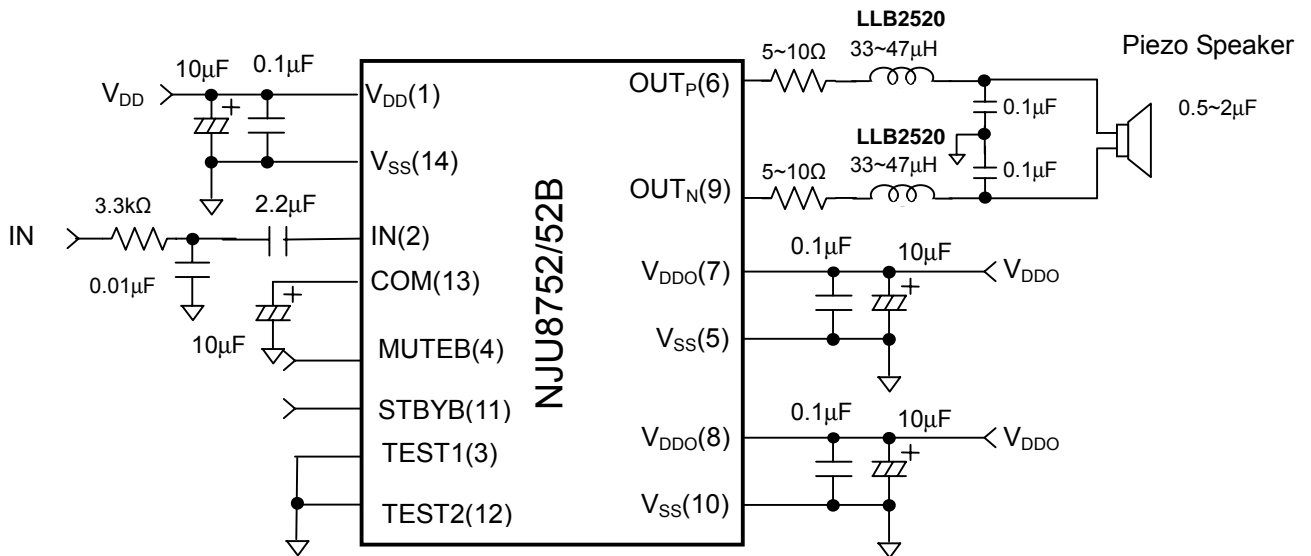 LLB2520
33~47µH
5~10Ω
Piezo Speaker
0.5~2µF
10µF
0.1µF
V_DD
+
V_DD(1)
V_SS(14)
OUT_P(6)
0.1µF
0.1µF
LLB2520
33~47µH
5~10Ω
OUT_N(9)
IN
3.3kΩ
2.2µF
0.01µF
IN(2)
COM(13)
+
10µF
MUTEB(4)
STBYB(11)
TEST1(3)
TEST2(12)
NJU8752/52B
V_DDO(7)
0.1µF
10µF
+
V_DDO
V_SS(5)
V_DDO(8)
0.1µF
10µF
+
V_DDO
V_SS(10)